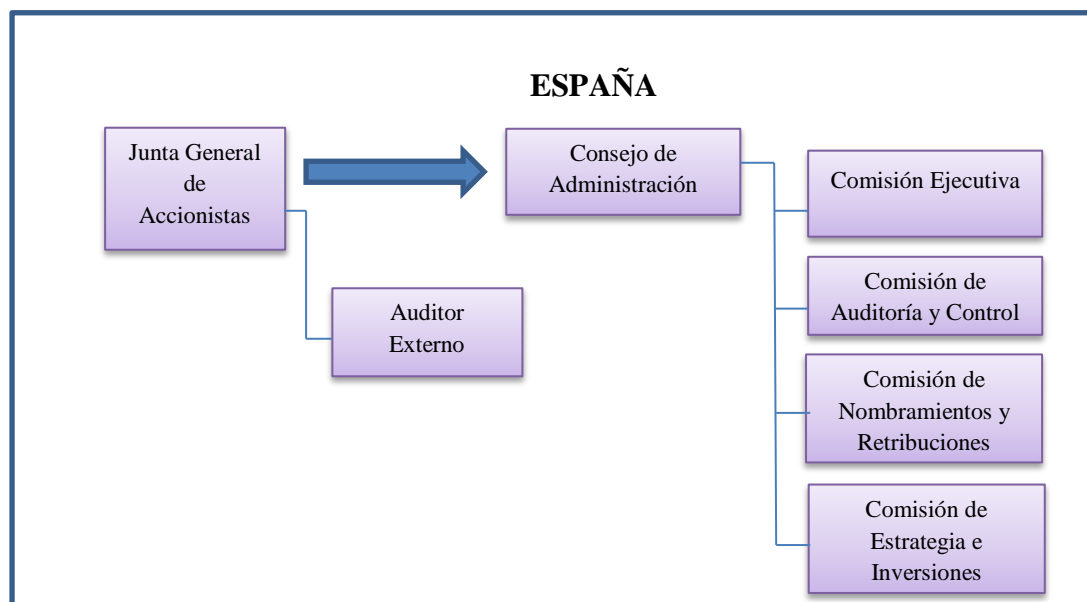 ESPAÑA
Junta General
de
Accionistas
Consejo de
Administración
Comisión Ejecutiva
Comisión de
Auditoría y Control
Auditor
Externo
Comisión de
Nombramientos y
Retribuciones
Comisión de
Estrategia e
Inversiones